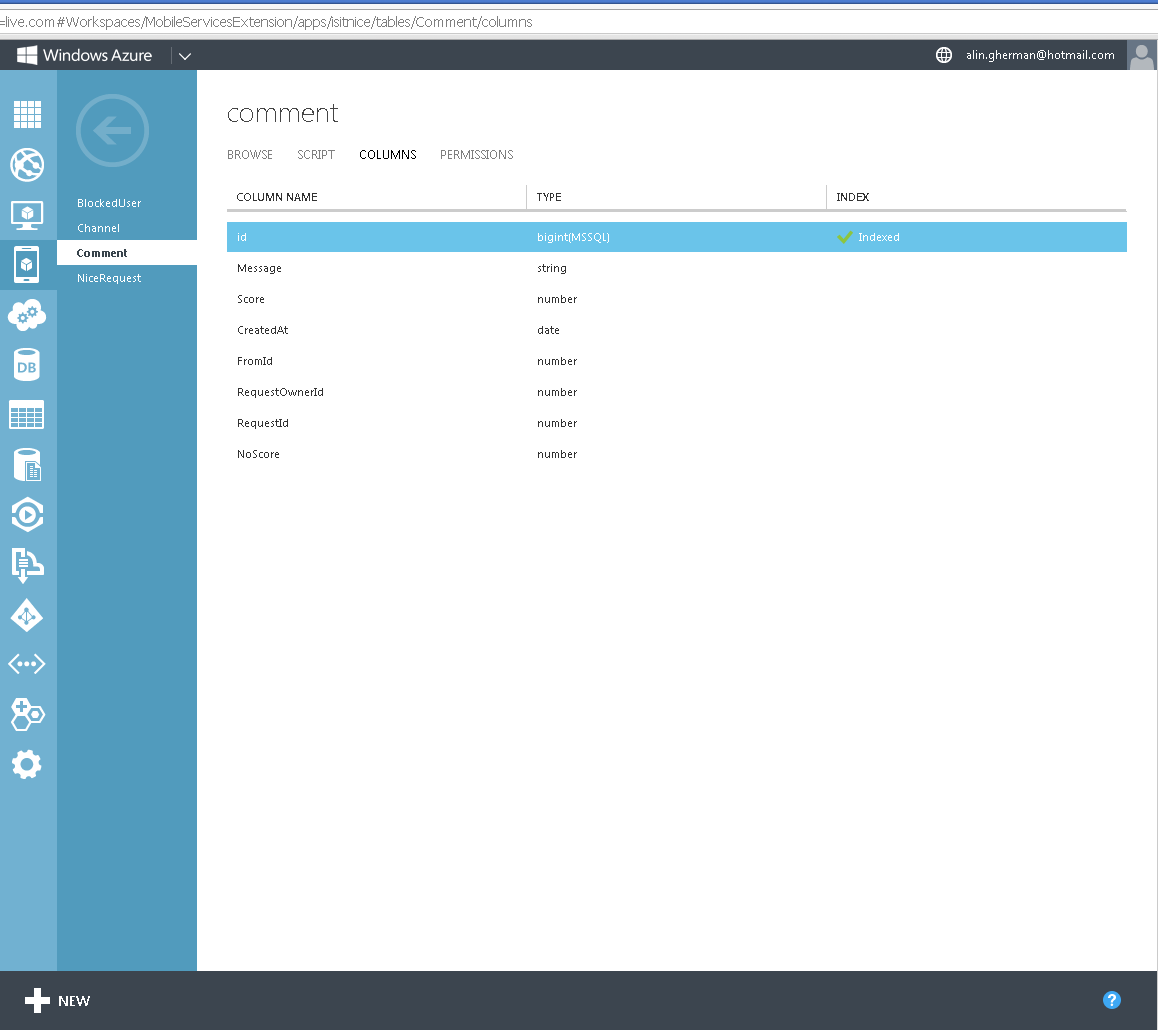 =live.com#Workspaces/MobileServicesExtension/apps/isitnice/tables/Comment/columns
Windows Azure
alin.gherman@hotmail.com
BlockedUser
Channel
Comment
NiceRequest
comment
BROWSE SCRIPT COLUMNS PERMISSIONS
COLUMN NAME TYPE INDEX
id bigint(MSSQL) Indexed
Message string
Score number
CreatedAt date
FromId number
RequestOwnerId number
RequestId number
NoScore number
DB
NEW
?